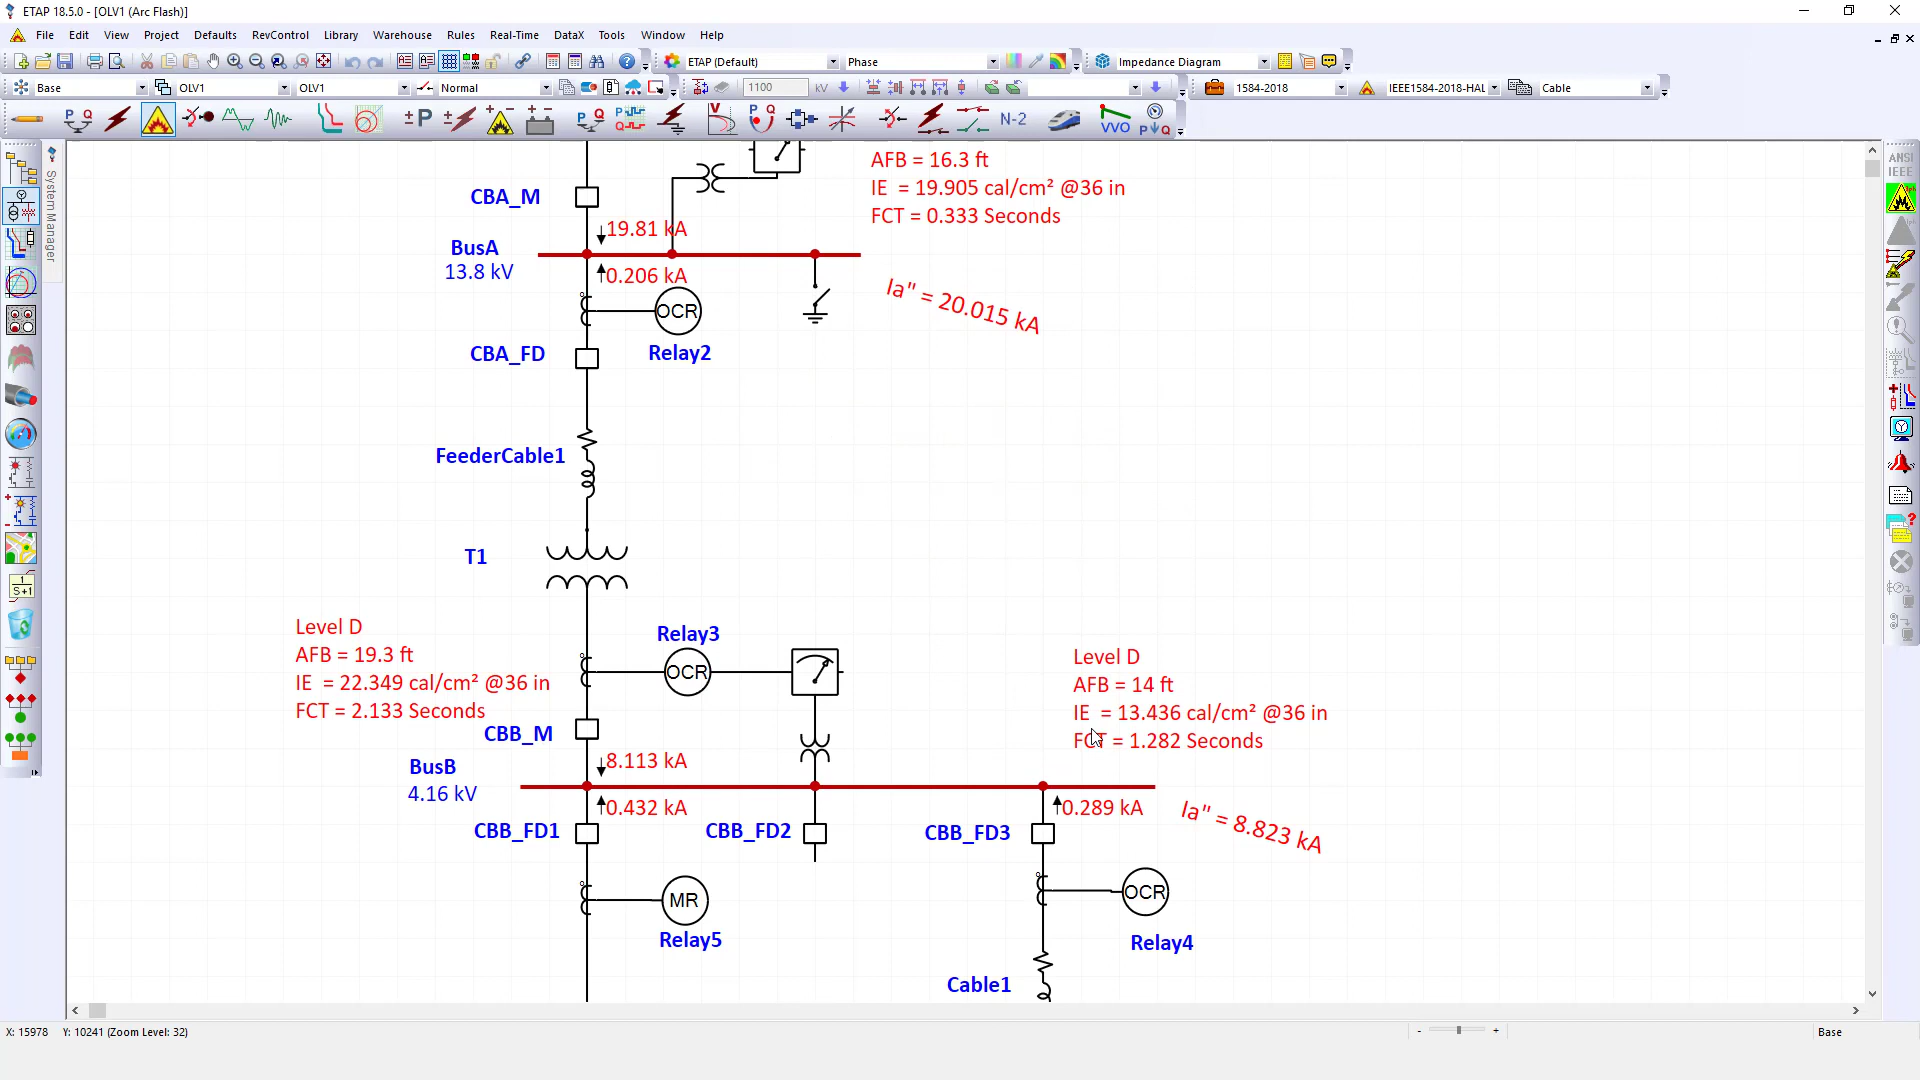 ETAP 18.5.0 - [OLV1 (Arc Flash)]
File Edit View Project Defaults RevControl Library Warehouse Rules Real-Time DataX Tools Window Help
ETAP (Default) Phase Impedance Diagram
Base OLV1 OLV1 Normal 1100 kV 1584-2018 IEEE1584-2018-HAL Cable
N-2
VVO
System Manager
ANSI
IEEE
AFB = 16.3 ft
IE = 19.905 cal/cm² @36 in
FCT = 0.333 Seconds
CBA_M
19.81 kA
BusA
13.8 kV
0.206 kA
Ia" = 20.015 kA
OCR
CBA_FD
Relay2
FeederCable1
T1
Level D
AFB = 19.3 ft
IE = 22.349 cal/cm² @36 in
FCT = 2.133 Seconds
Relay3
OCR
Level D
AFB = 14 ft
IE = 13.436 cal/cm² @36 in
FCT = 1.282 Seconds
CBB_M
8.113 kA
BusB
4.16 kV
0.432 kA
0.289 kA
Ia" = 8.823 kA
CBB_FD1
CBB_FD2
CBB_FD3
MR
OCR
Relay5
Relay4
Cable1
X: 15978 Y: 10241 (Zoom Level: 32)
- +
Base